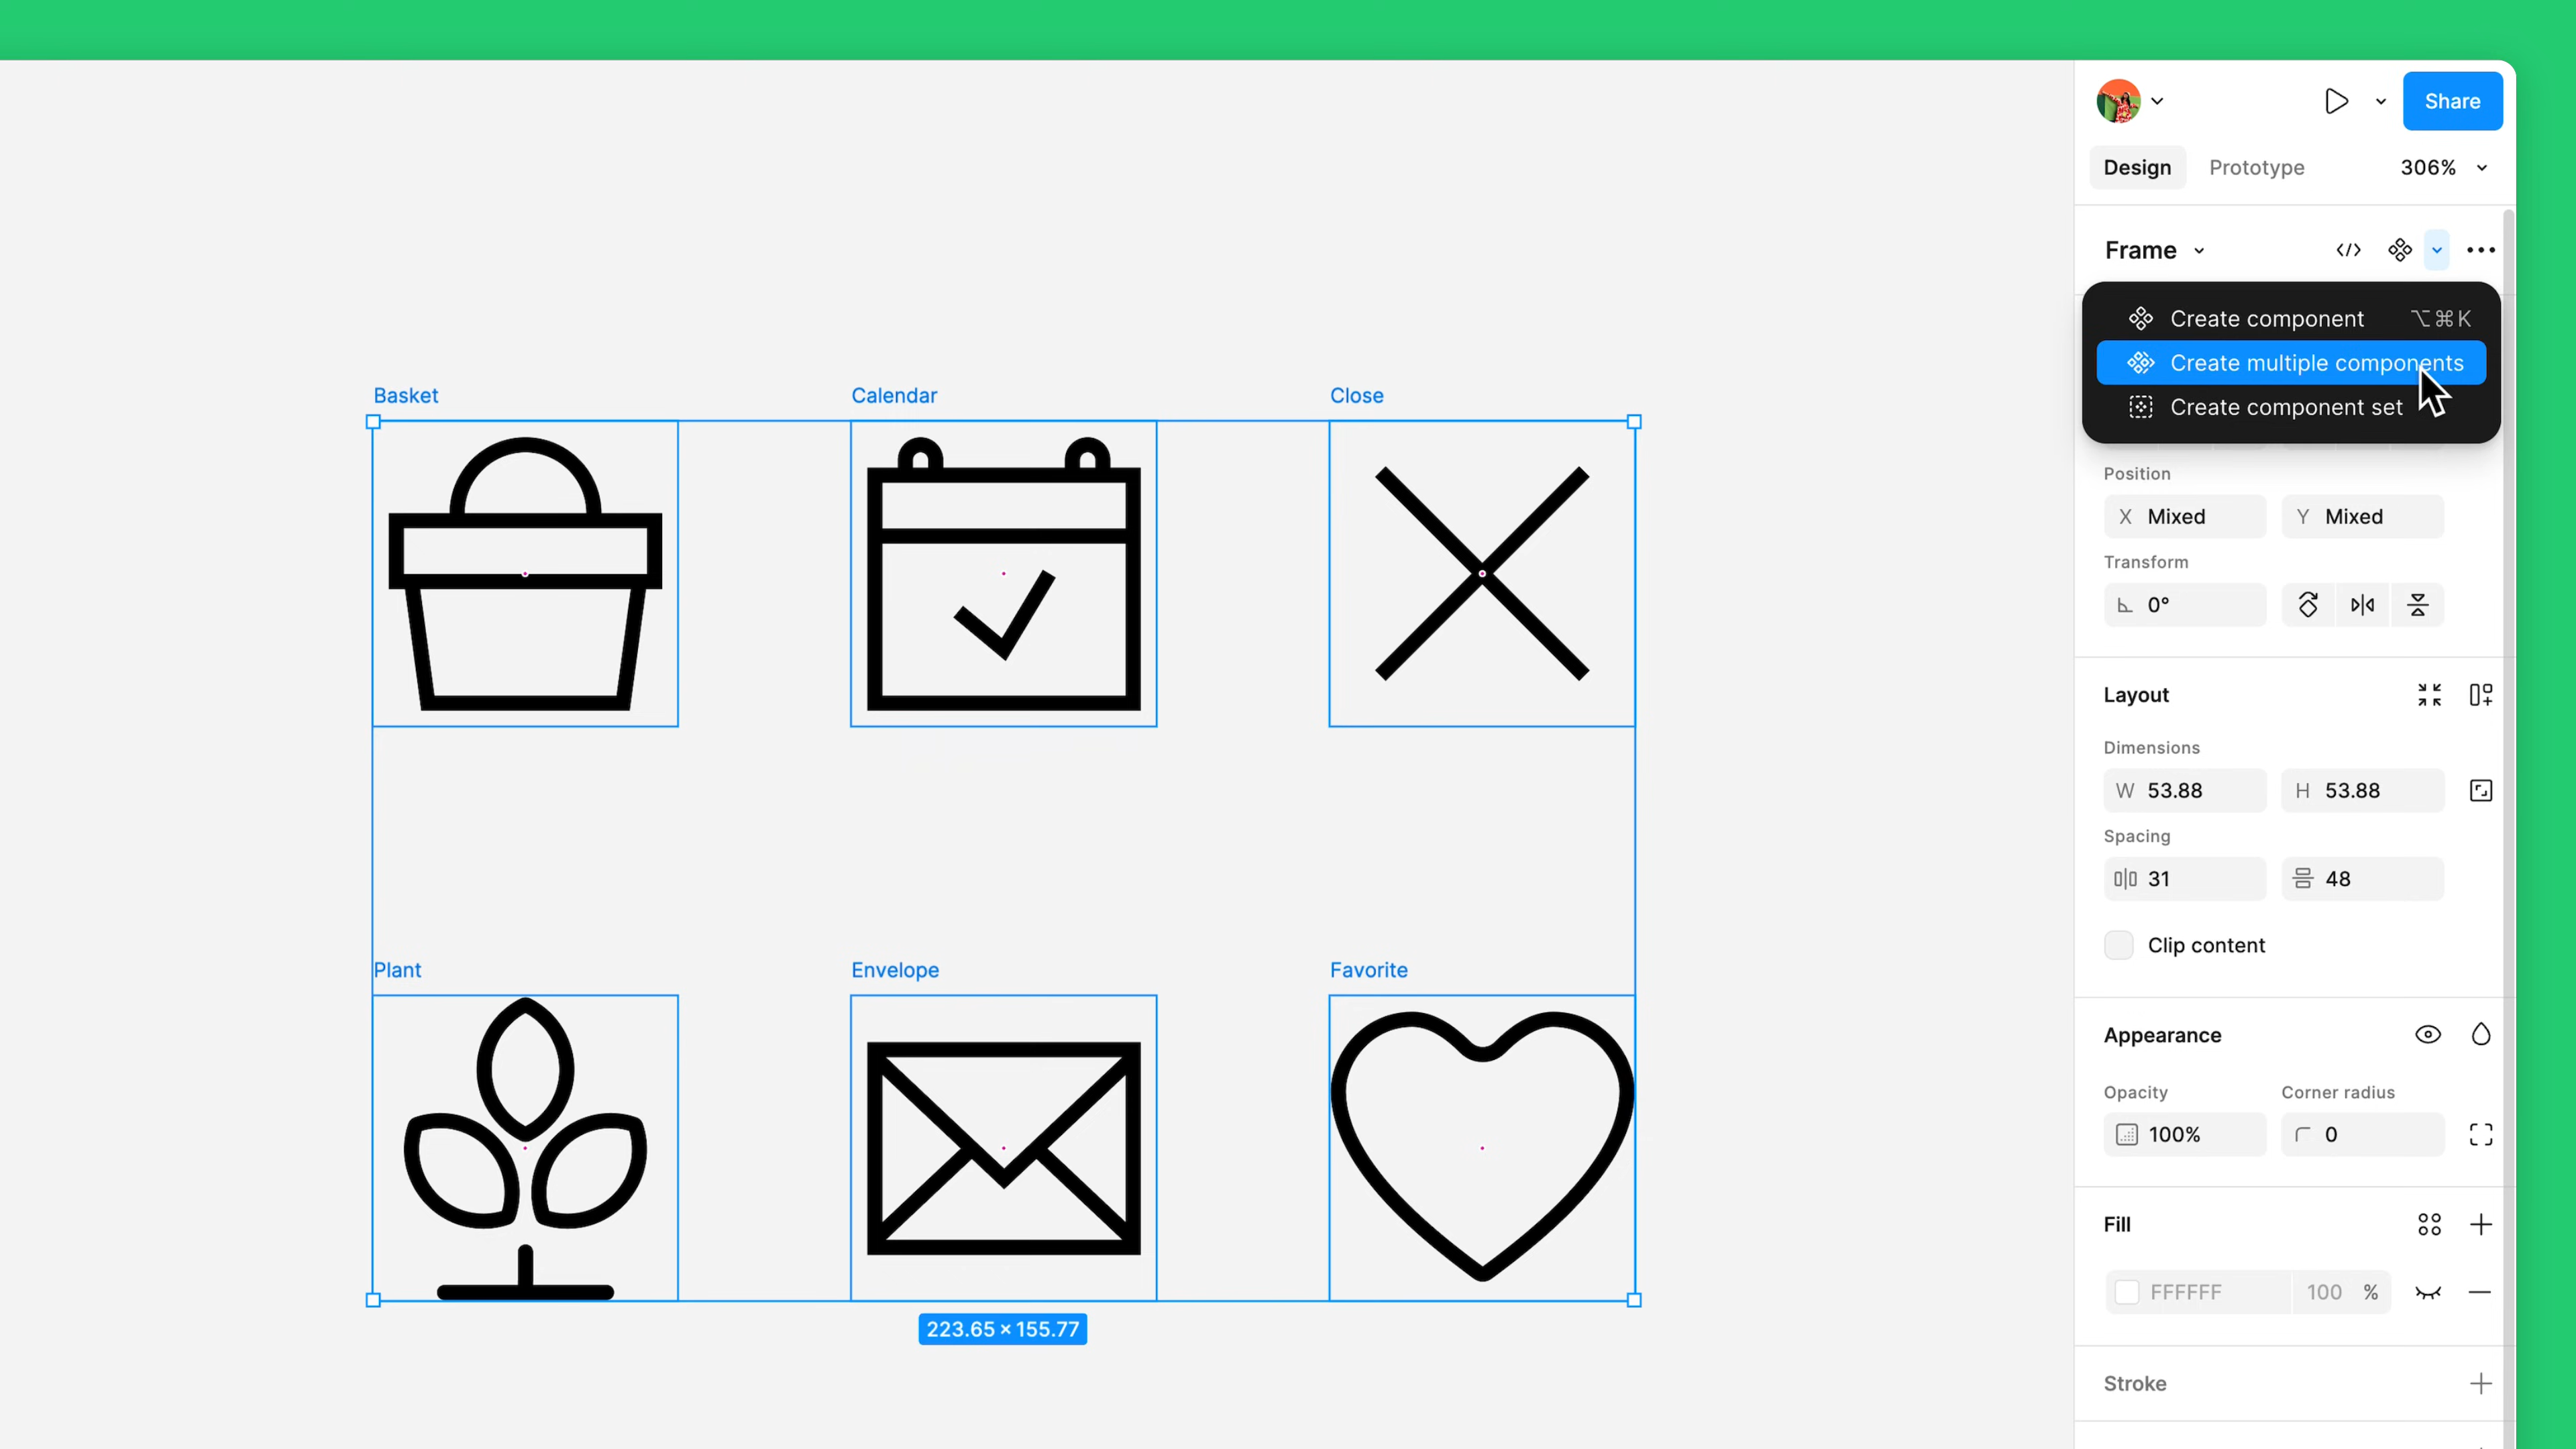 Share
Design Prototype 306%
Frame
Create component ⌥⌘K
Create multiple components
Create component set
Basket Calendar Close
Position
X Mixed Y Mixed
Transform
0°
Layout
Dimensions
W 53.88 H 53.88
Spacing
31 48
Clip content
Plant Envelope Favorite
Appearance
Opacity Corner radius
100% 0
Fill
FFFFFF 100 %
223.65 × 155.77
Stroke